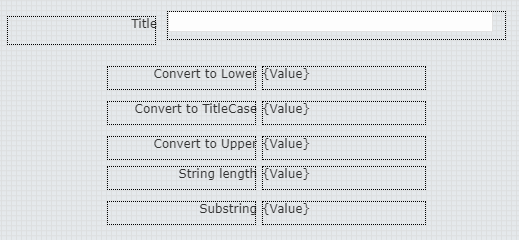 Title
Convert to Lower {Value}
Convert to TitleCase {Value}
Convert to Upper {Value}
String length {Value}
Substring {Value}